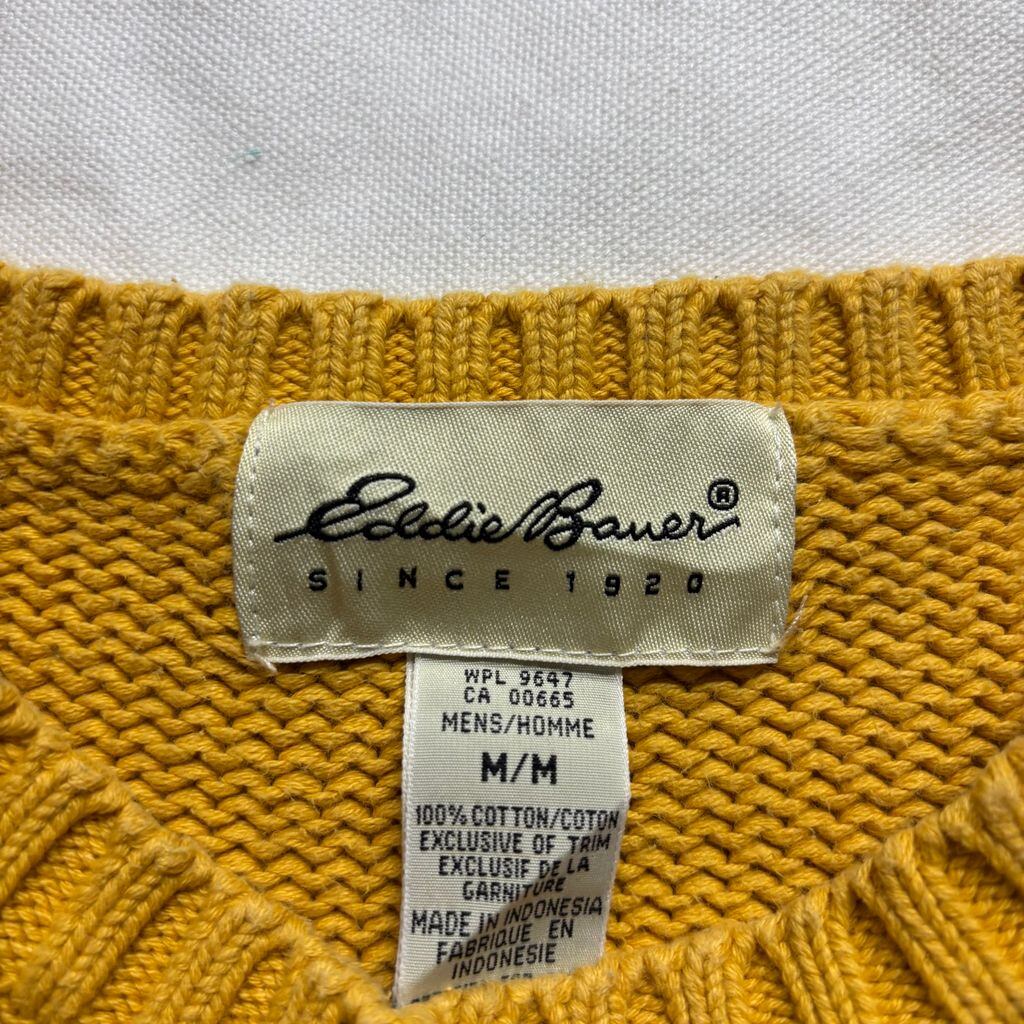 Eddie Bauer®
SINCE 1920
WPL 9647
CA 00665
MENS/HOMME
M/M
100% COTTON/COTON
EXCLUSIVE OF TRIM
EXCLUSIF DE LA
GARNITURE
MADE IN INDONESIA
FABRIQUE EN
INDONESIE